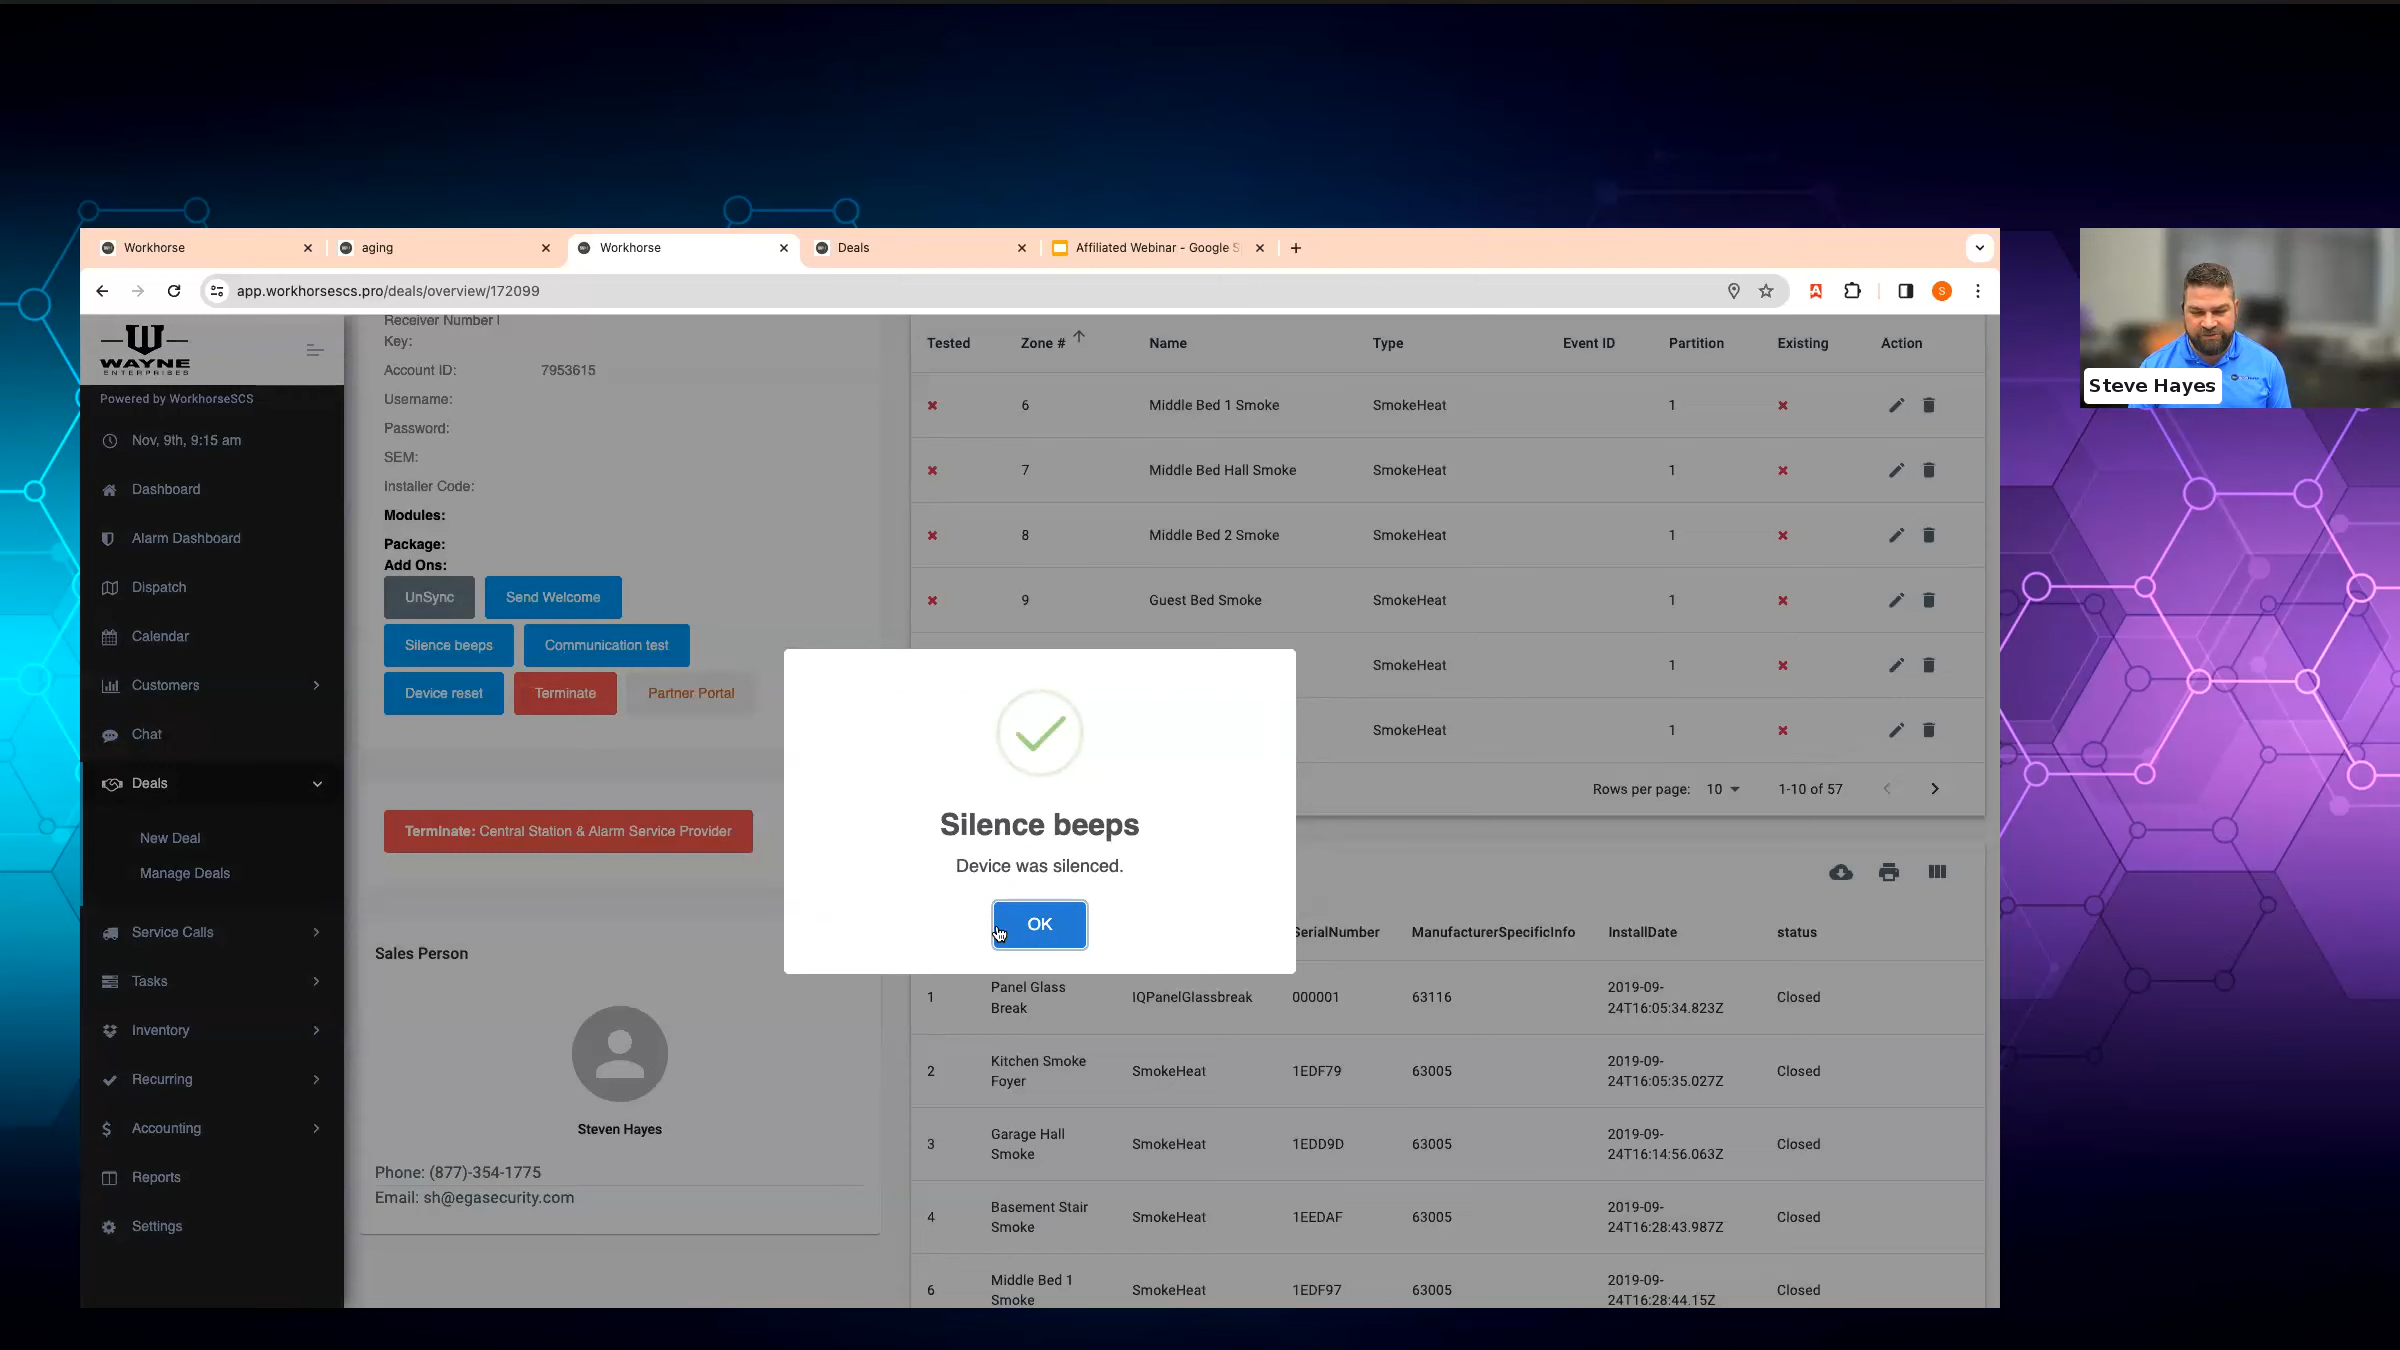 Workhorse
aging
Workhorse
Deals
Affiliated Webinar - Google S
app.workhorsescs.pro/deals/overview/172099
S
WAYNE
ENTERPRISES
Powered by WorkhorseSCS
Nov, 9th, 9:15 am
Dashboard
Alarm Dashboard
Dispatch
Calendar
Customers
Chat
Deals
New Deal
Manage Deals
Service Calls
Tasks
Inventory
Recurring
Accounting
Reports
Settings
Receiver Number
Key:
Account ID: 7953615
Username:
Password:
SEM:
Installer Code:
Modules:
Package:
Add Ons:
UnSync Send Welcome
Silence beeps Communication test
Device reset Terminate Partner Portal
Terminate: Central Station & Alarm Service Provider
Sales Person
Steven Hayes
Phone: (877)-354-1775
Email: sh@egasecurity.com
Tested Zone # Name Type Event ID Partition Existing Action
6 Middle Bed 1 Smoke SmokeHeat 1
7 Middle Bed Hall Smoke SmokeHeat 1
8 Middle Bed 2 Smoke SmokeHeat 1
9 Guest Bed Smoke SmokeHeat 1
SmokeHeat 1
SmokeHeat 1
Rows per page: 10 1-10 of 57
Silence beeps
Device was silenced.
OK
SerialNumber ManufacturerSpecificInfo InstallDate status
1 Panel Glass Break IQPanelGlassbreak 000001 63116 2019-09-24T16:05:34.823Z Closed
2 Kitchen Smoke Foyer SmokeHeat 1EDF79 63005 2019-09-24T16:05:35.027Z Closed
3 Garage Hall Smoke SmokeHeat 1EDD9D 63005 2019-09-24T16:14:56.063Z Closed
4 Basement Stair Smoke SmokeHeat 1EEDAF 63005 2019-09-24T16:28:43.987Z Closed
6 Middle Bed 1 Smoke SmokeHeat 1EDF97 63005 2019-09-24T16:28:44.15Z Closed
Steve Hayes